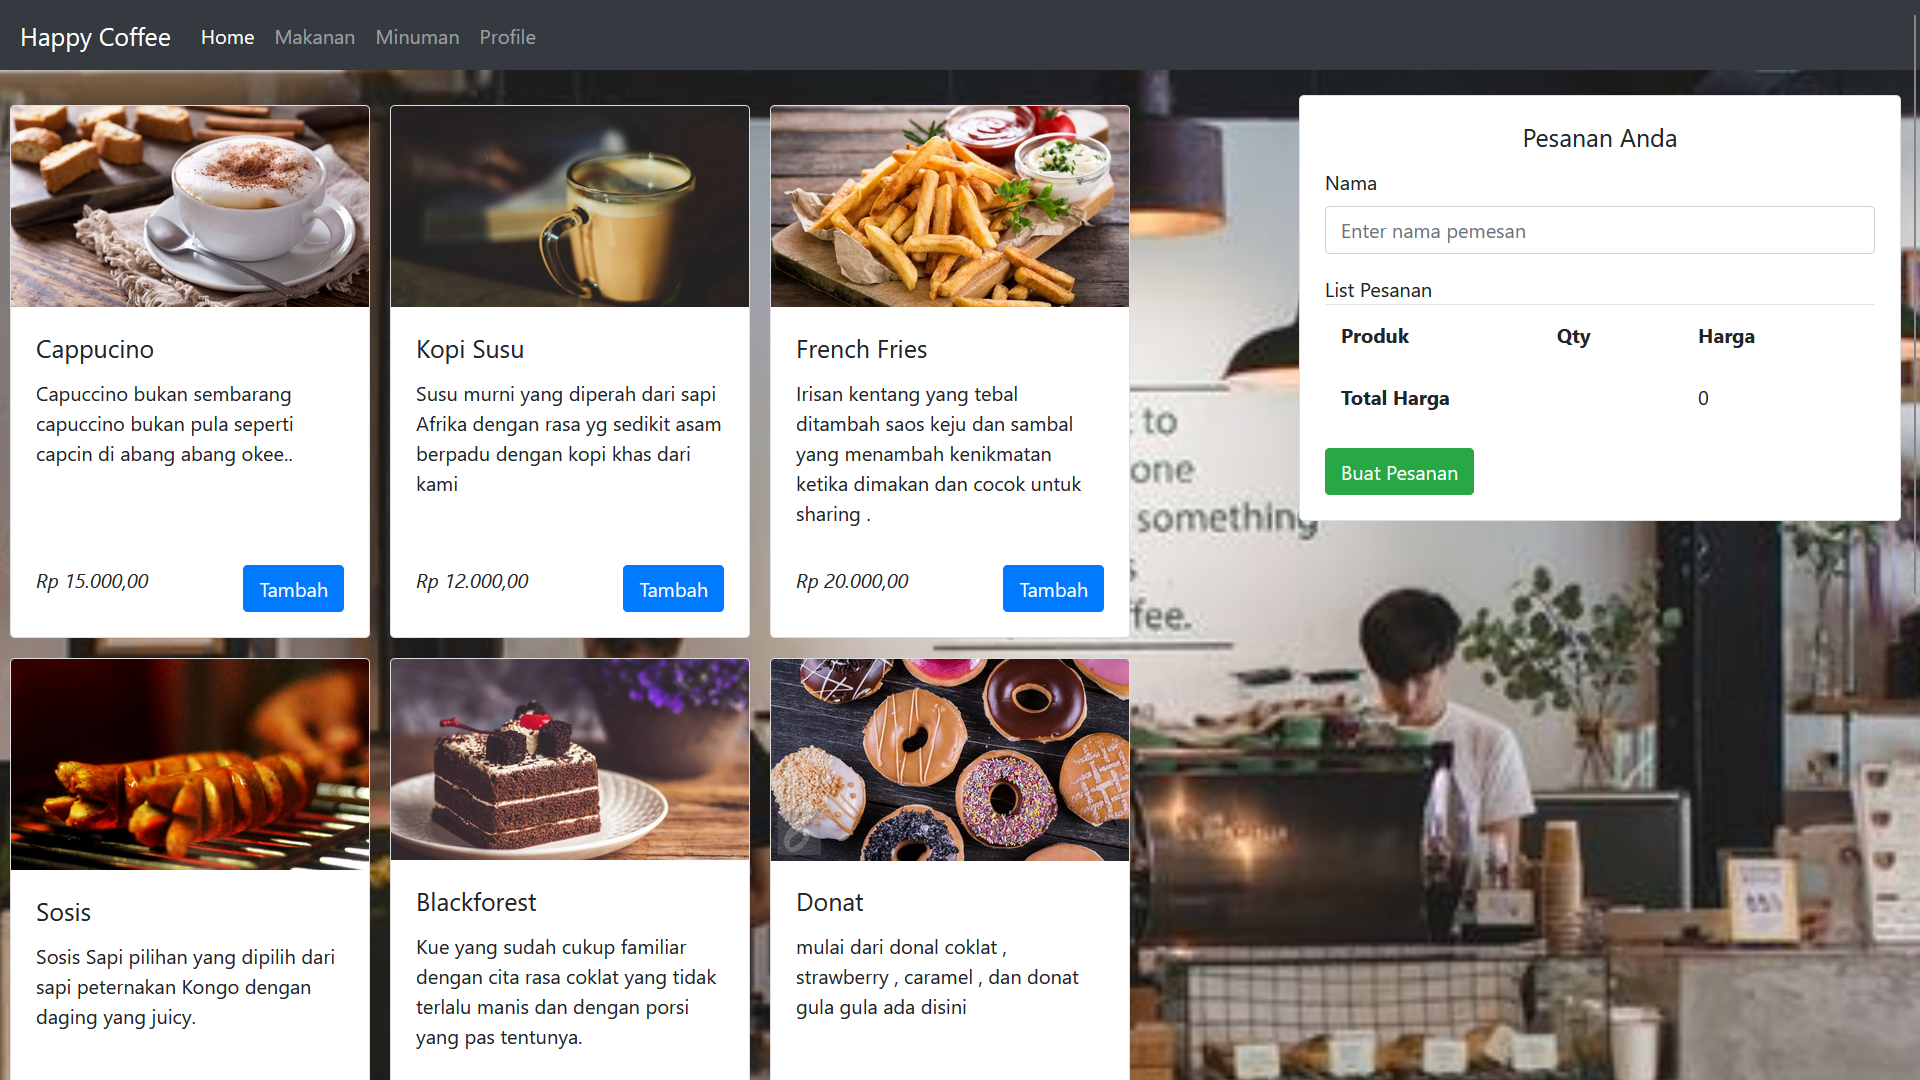 Happy Coffee Home Makanan Minuman Profile
Cappucino
Capuccino bukan sembarang
capuccino bukan pula seperti
capcin di abang abang okee..
Rp 15.000,00
Tambah
Kopi Susu
Susu murni yang diperah dari sapi
Afrika dengan rasa yg sedikit asam
berpadu dengan kopi khas dari
kami
Rp 12.000,00
Tambah
French Fries
Irisan kentang yang tebal
ditambah saos keju dan sambal
yang menambah kenikmatan
ketika dimakan dan cocok untuk
sharing .
Rp 20.000,00
Tambah
Sosis
Sosis Sapi pilihan yang dipilih dari
sapi peternakan Kongo dengan
daging yang juicy.
Blackforest
Kue yang sudah cukup familiar
dengan cita rasa coklat yang tidak
terlalu manis dan dengan porsi
yang pas tentunya.
Donat
mulai dari donal coklat ,
strawberry , caramel , dan donat
gula gula ada disini
Pesanan Anda
Nama
Enter nama pemesan
List Pesanan
Produk Qty Harga
Total Harga 0
Buat Pesanan
to
one
something